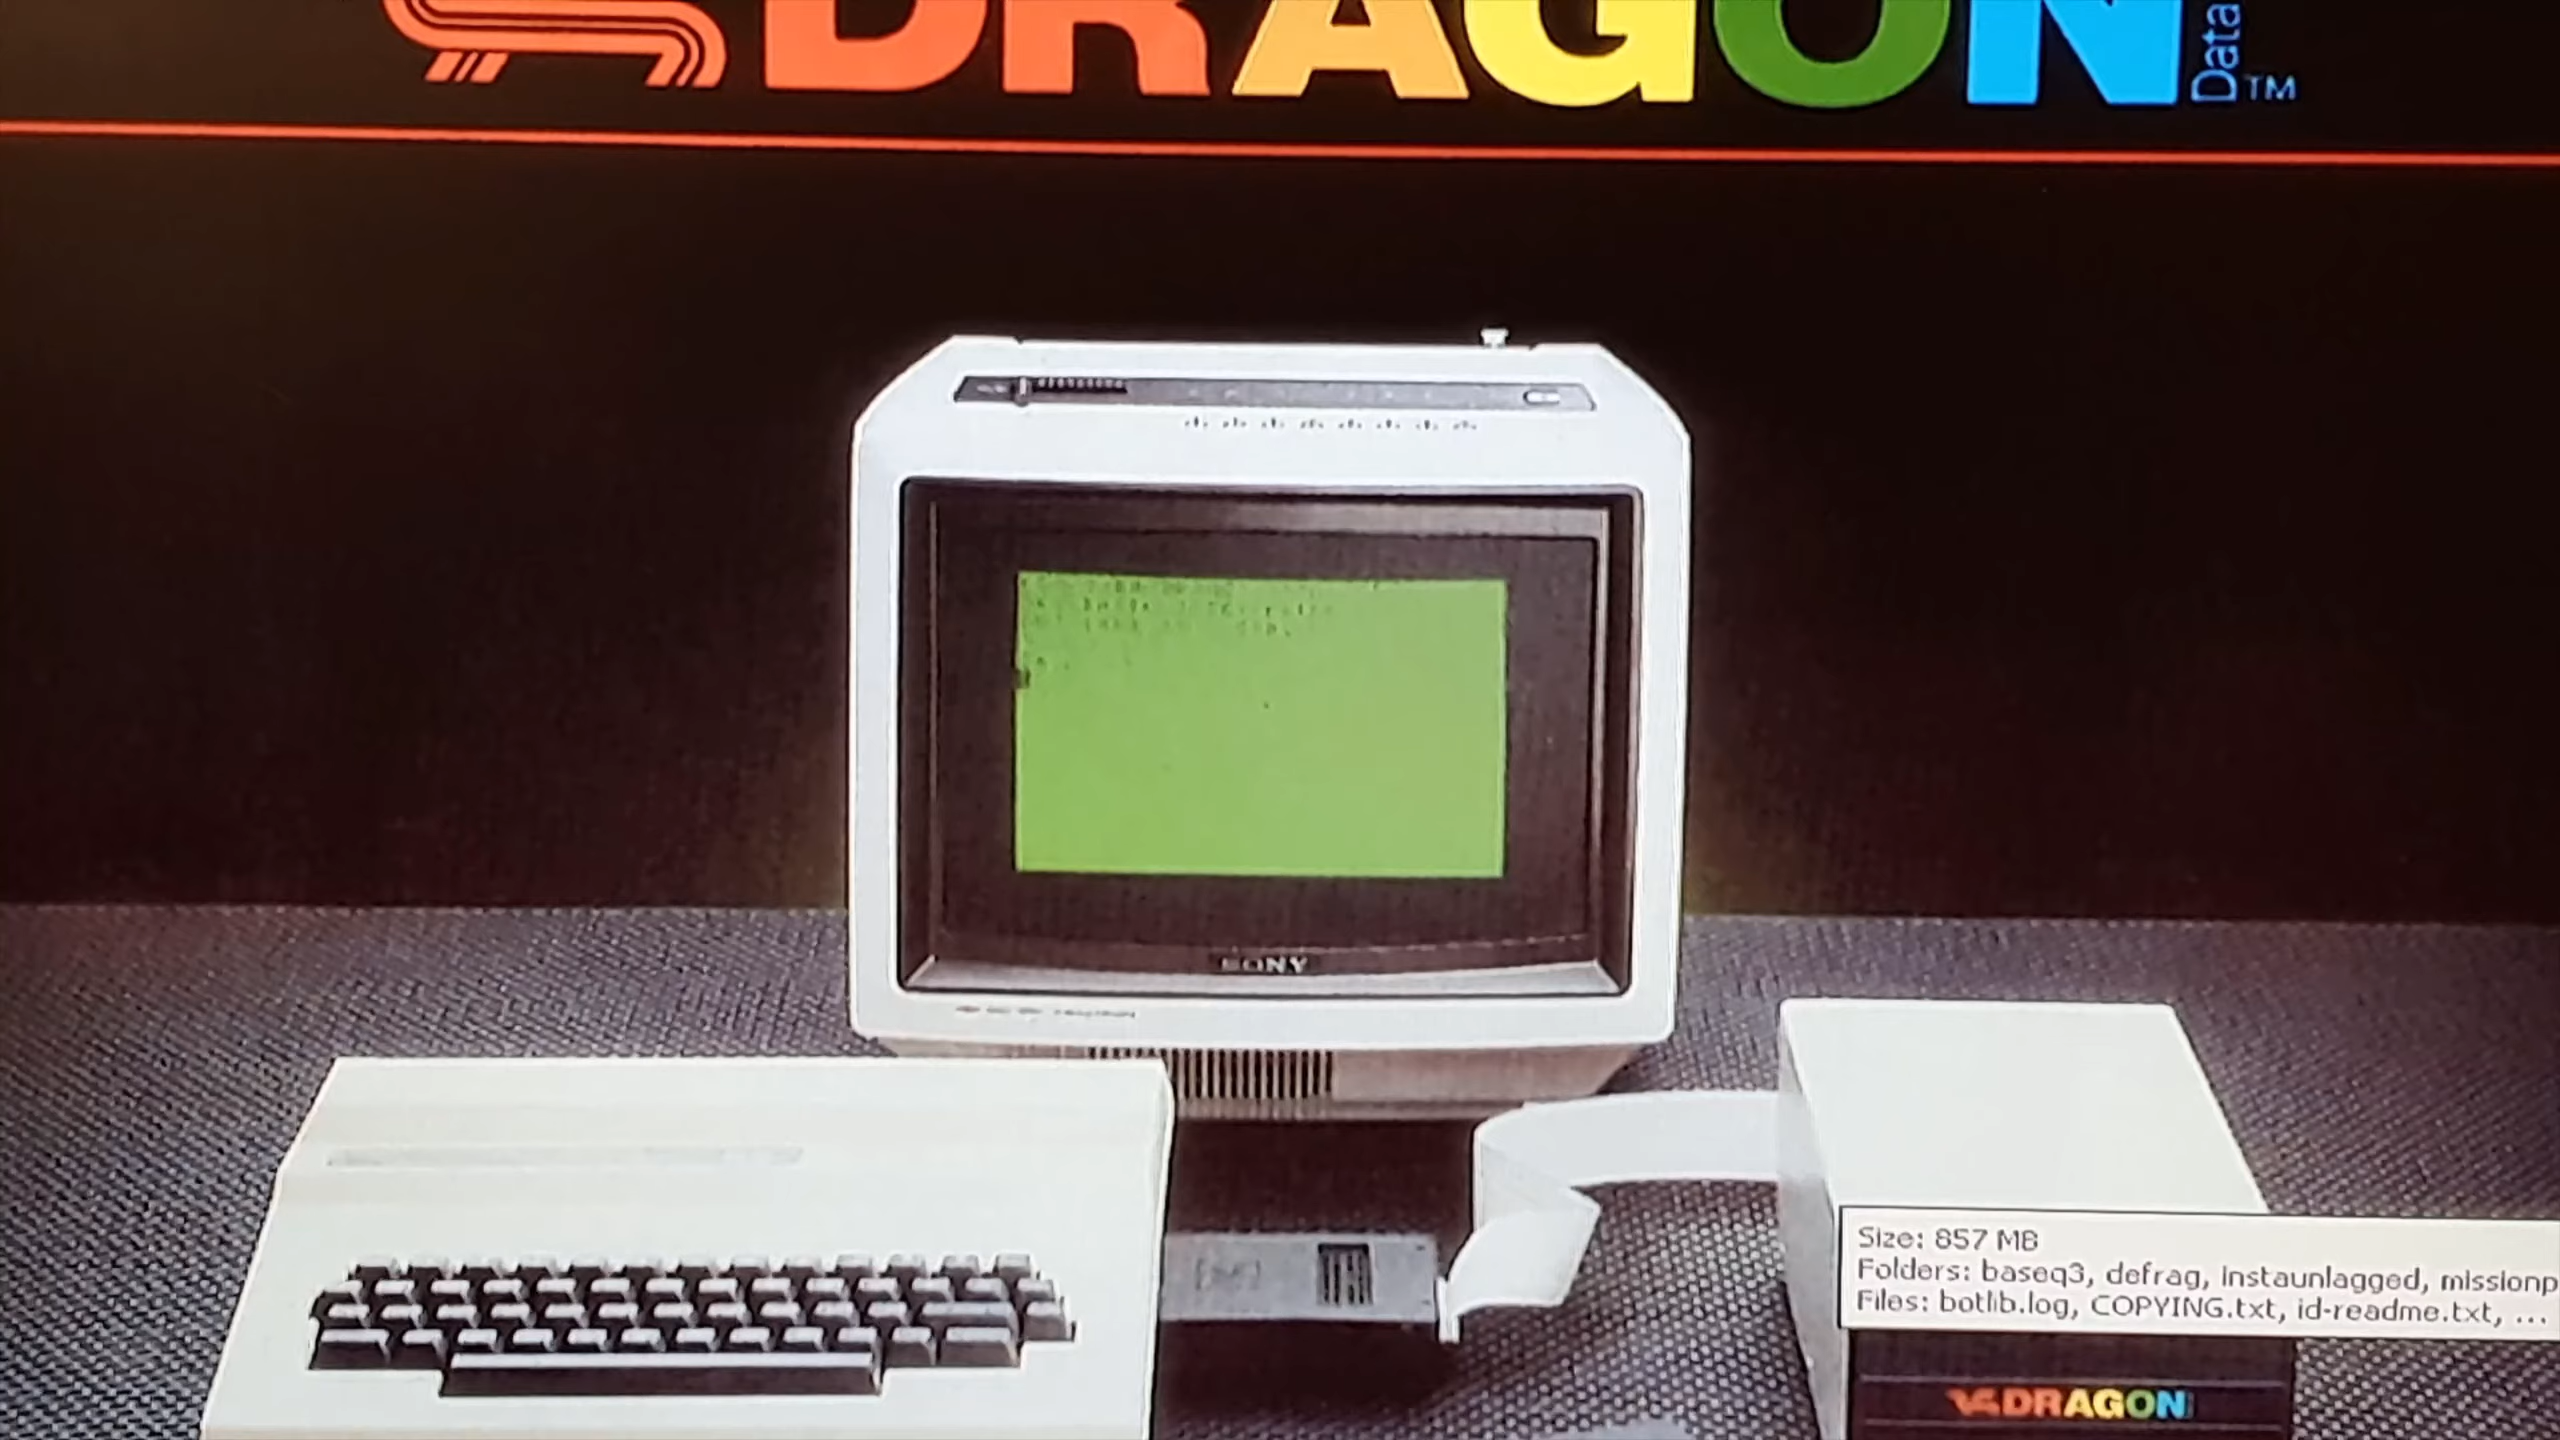 DRAGON
Data
TM
SONY
Size: 857 MB
Folders: baseq3, defrag, instaunlagged, missionp
Files: botlib.log, COPYING.txt, id-readme.txt, ...
DRAGON